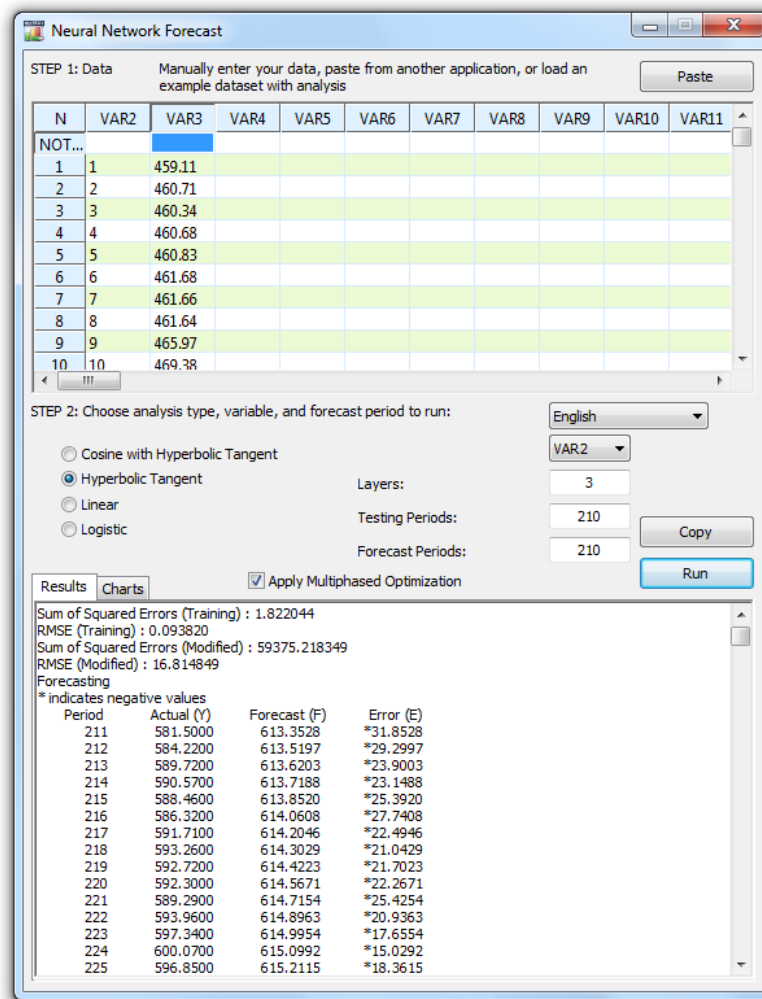 Neural Network Forecast
STEP 1: Data
Manually enter your data, paste from another application, or load an
example dataset with analysis
Paste
N VAR2 VAR3 VAR4 VAR5 VAR6 VAR7 VAR8 VAR9 VAR10 VAR11
NOT...
1 1 459.11
2 2 460.71
3 3 460.34
4 4 460.68
5 5 460.83
6 6 461.68
7 7 461.66
8 8 461.64
9 9 465.97
10 10 469.38
STEP 2: Choose analysis type, variable, and forecast period to run:
English
Cosine with Hyperbolic Tangent
VAR2
Hyperbolic Tangent
Layers: 3
Linear
Testing Periods: 210
Logistic
Copy
Forecast Periods: 210
Run
Results Charts
Apply Multiphased Optimization
Sum of Squared Errors (Training) : 1.822044
RMSE (Training) : 0.093820
Sum of Squared Errors (Modified) : 59375.218349
RMSE (Modified) : 16.814849
Forecasting
* indicates negative values
Period Actual (Y) Forecast (F) Error (E)
211 581.5000 613.3528 *31.8528
212 584.2200 613.5197 *29.2997
213 589.7200 613.6203 *23.9003
214 590.5700 613.7188 *23.1488
215 588.4600 613.8520 *25.3920
216 586.3200 614.0608 *27.7408
217 591.7100 614.2046 *22.4946
218 593.2600 614.3029 *21.0429
219 592.7200 614.4223 *21.7023
220 592.3000 614.5671 *22.2671
221 589.2900 614.7154 *25.4254
222 593.9600 614.8963 *20.9363
223 597.3400 614.9954 *17.6554
224 600.0700 615.0992 *15.0292
225 596.8500 615.2115 *18.3615